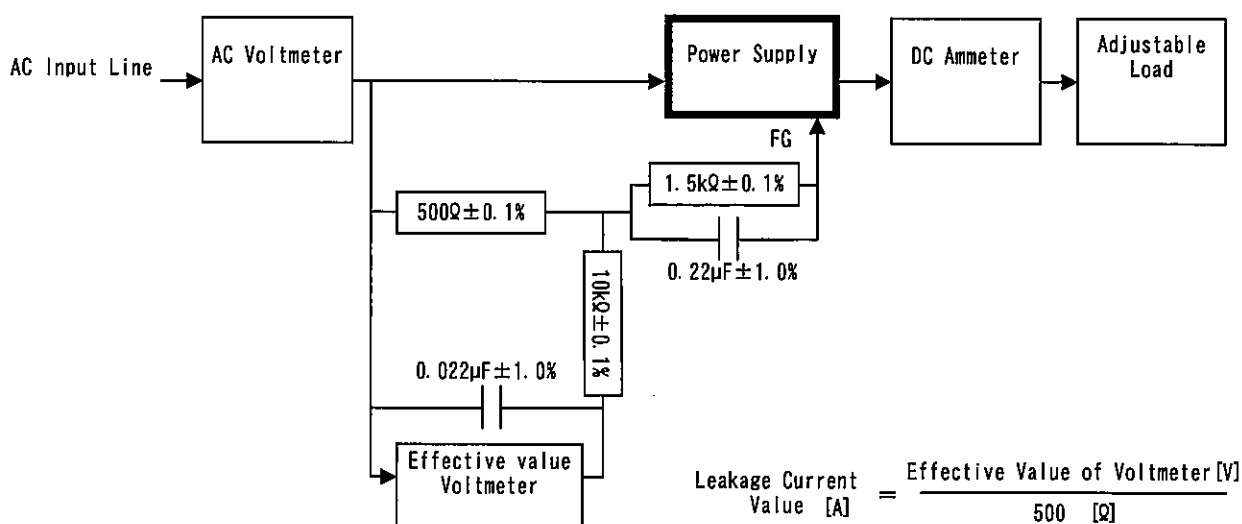 AC Input Line
AC Voltmeter
Power Supply
DC Ammeter
Adjustable
Load
FG
1.5kΩ±0.1%
500Ω±0.1%
0.22μF±1.0%
10kΩ±0.1%
0.022μF±1.0%
Effective value
Voltmeter
Leakage Current
Value [A]
=
Effective Value of Voltmeter[V]
500 [Ω]